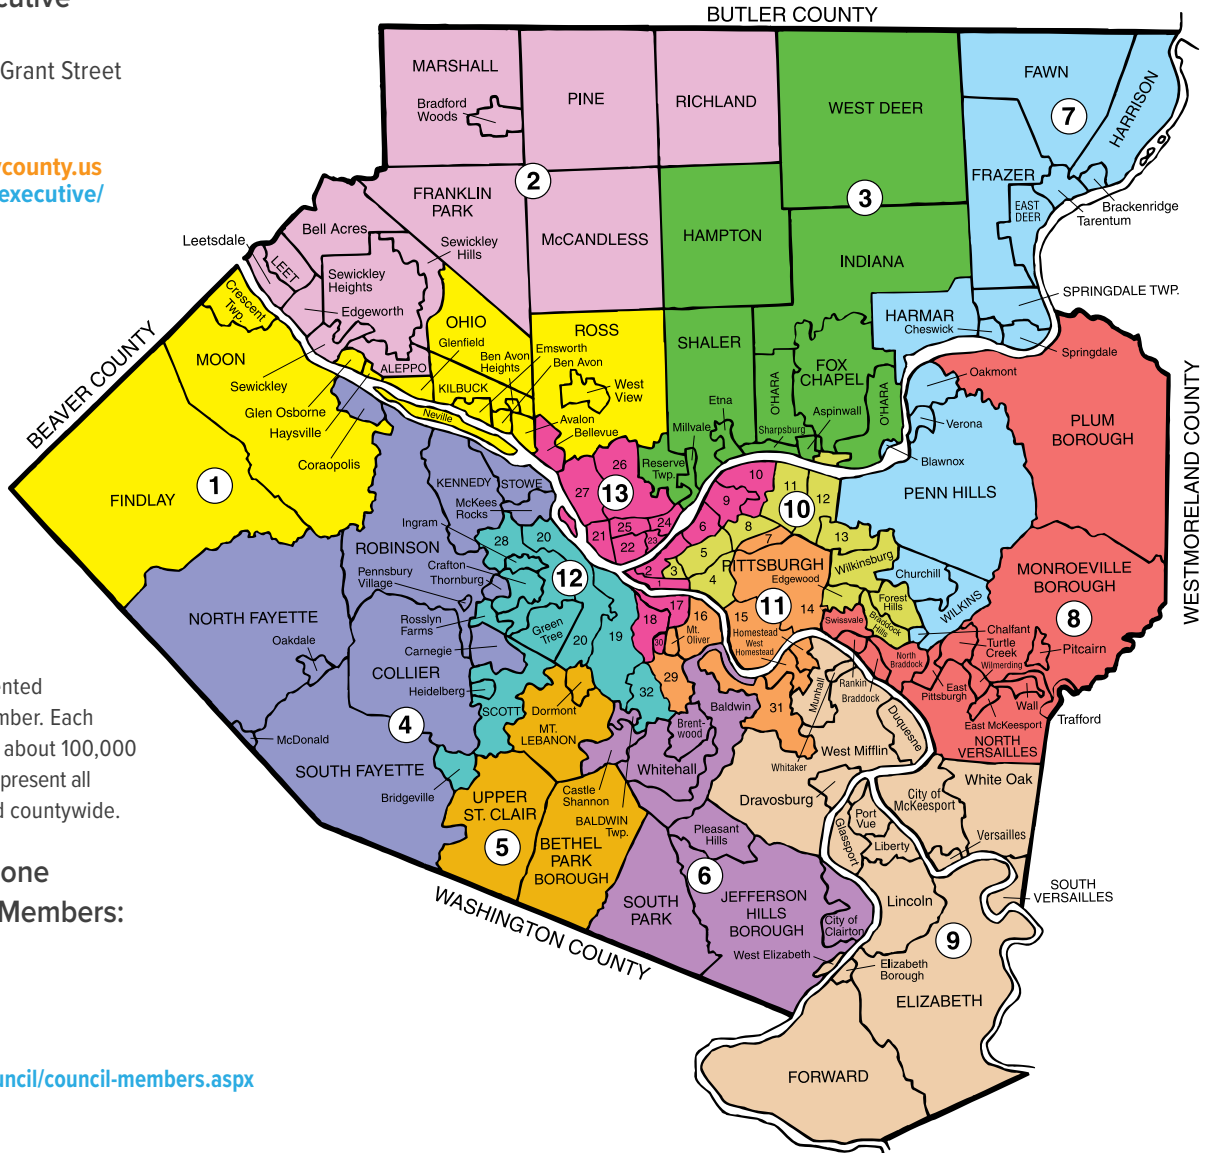 ecutive
Grant Street
ycounty.us
executive/
ented
mber. Each
about 100,000
present all
d countywide.
one
Members:
uncil/council-members.aspx
BUTLER COUNTY
BEAVER COUNTY
WESTMORELAND COUNTY
WASHINGTON COUNTY
MARSHALL
Bradford
Woods
PINE
RICHLAND
WEST DEER
FAWN
7
HARRISON
FRAZER
EAST
DEER
Brackenridge
Tarentum
2
3
FRANKLIN
PARK
McCANDLESS
HAMPTON
INDIANA
Bell Acres
Leetsdale
LEET
Sewickley
Hills
Sewickley
Heights
Edgeworth
ALEPPO
Sewickley
Glen Osborne
Haysville
Coraopolis
Crescent
Twp.
MOON
FINDLAY
1
OHIO
Glenfield
Ben Avon
Heights
Emsworth
Ben Avon
KILBUCK
Neville
Avalon
Bellevue
ROSS
West
View
SHALER
Etna
Millvale
Reserve
Twp.
O'HARA
FOX
CHAPEL
O'HARA
Aspinwall
Sharpsburg
HARMAR
Cheswick
SPRINGDALE TWP.
Springdale
Oakmont
Verona
Blawnox
PENN HILLS
PLUM
BOROUGH
MONROEVILLE
BOROUGH
8
Churchill
WILKINS
Chalfant
Turtle
Creek
Wilmerding
Pitcairn
Wall
East McKeesport
NORTH
VERSAILLES
Trafford
East
Pittsburgh
North
Braddock
Swissvale
Rankin
Braddock
KENNEDY
STOWE
McKees
Rocks
Ingram
ROBINSON
Crafton
Thornburg
Pennsbury
Village
Rosslyn
Farms
Carnegie
Heidelberg
COLLIER
NORTH FAYETTE
Oakdale
McDonald
4
SOUTH FAYETTE
Bridgeville
28
20
12
Green
Tree
20
19
32
SCOTT
26
27
13
21
25
24
23
22
2
1
10
9
6
17
18
30
11
12
10
8
7
13
5
3
4
Wilkinsburg
Forest
Hills
Braddock
Hills
PITTSBURGH
Edgewood
11
14
15
16
Mt.
Oliver
29
31
Homestead
West
Homestead
Munhall
Whitaker
Dormont
MT.
LEBANON
UPPER
ST. CLAIR
5
BETHEL
PARK
BOROUGH
Castle
Shannon
BALDWIN
Twp.
Baldwin
Brent-
wood
Whitehall
Pleasant
Hills
6
SOUTH
PARK
JEFFERSON
HILLS
BOROUGH
City of
Clairton
West Elizabeth
West Mifflin
Duquesne
Dravosburg
White Oak
City of
McKeesport
Port
Vue
Glassport
Liberty
Versailles
SOUTH
VERSAILLES
Lincoln
9
Elizabeth
Borough
ELIZABETH
FORWARD